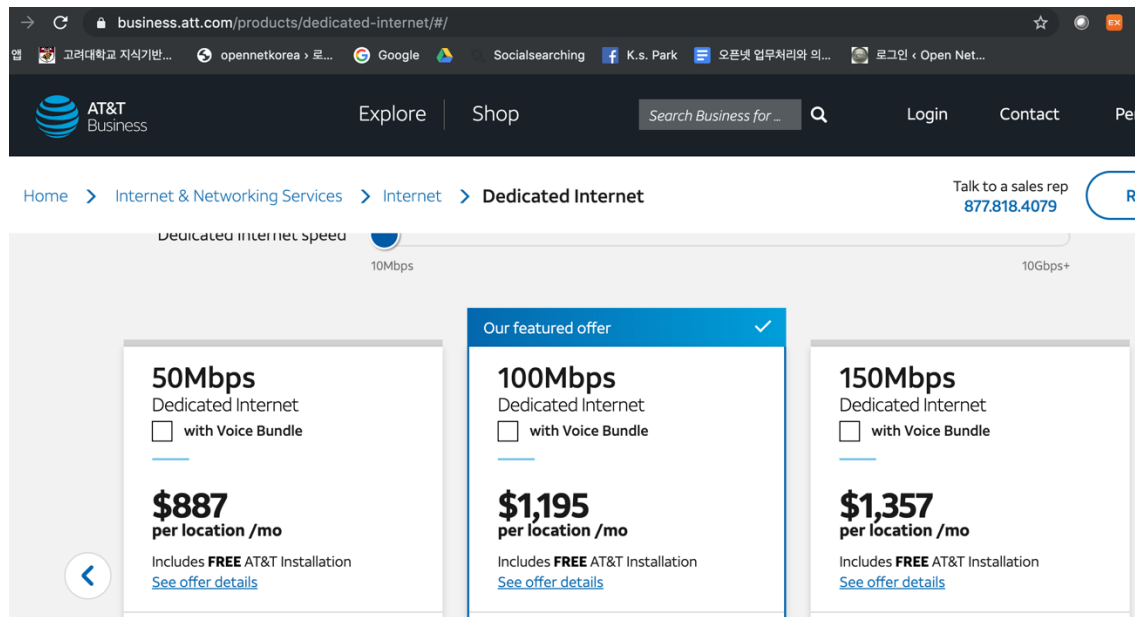 business.att.com/products/dedicated-internet/#/
앱 고려대학교 지식기반... opennetkorea › 로... Google Socialsearching K.s. Park 오픈넷 업무처리와 의... 로그인 ‹ Open Net...
AT&T
Business
Explore Shop Search Business for ... Login Contact
Home > Internet & Networking Services > Internet > Dedicated Internet
Talk to a sales rep
877.818.4079
R
Dedicated Internet speed
10Mbps 10Gbps+
Our featured offer
50Mbps
Dedicated Internet
with Voice Bundle
$887
per location /mo
Includes FREE AT&T Installation
See offer details
100Mbps
Dedicated Internet
with Voice Bundle
$1,195
per location /mo
Includes FREE AT&T Installation
See offer details
150Mbps
Dedicated Internet
with Voice Bundle
$1,357
per location /mo
Includes FREE AT&T Installation
See offer details